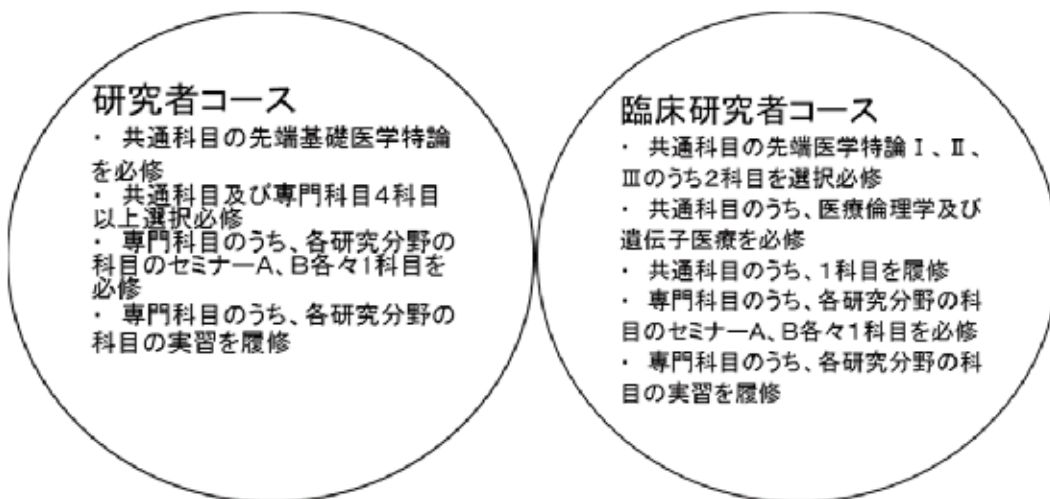 研究者コース
・ 共通科目の先端基礎医学特論
を必修
・ 共通科目及び専門科目4科目
以上選択必修
・ 専門科目のうち、各研究分野の
科目のセミナーA、B各々1科目を
必修
・ 専門科目のうち、各研究分野の
科目の実習を履修
臨床研究者コース
・ 共通科目の先端医学特論Ⅰ、Ⅱ、
Ⅲのうち2科目を選択必修
・ 共通科目のうち、医療倫理学及び
遺伝子医療を必修
・ 共通科目のうち、1科目を履修
・ 専門科目のうち、各研究分野の科
目のセミナーA、B各々1科目を必修
・ 専門科目のうち、各研究分野の科
目の実習を履修